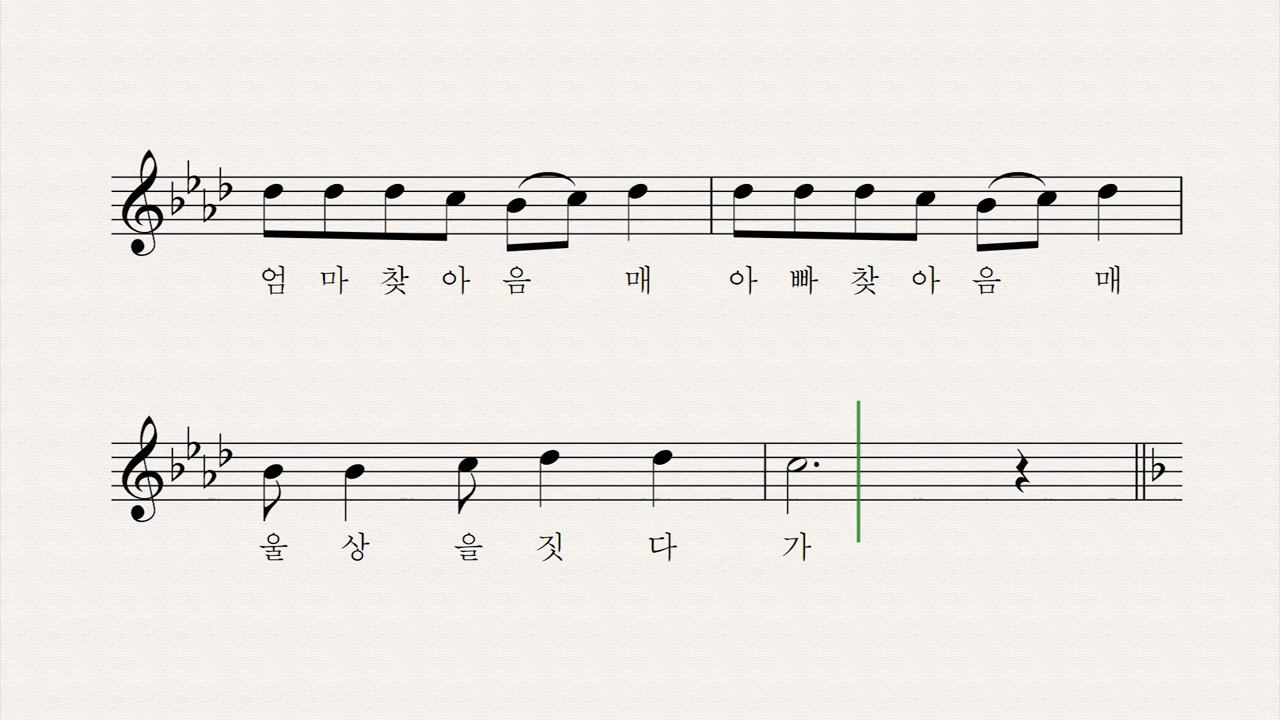 엄 마 찾 아 음 매 아 빠 찾 아 음 매
울 상 을 짓 다 가